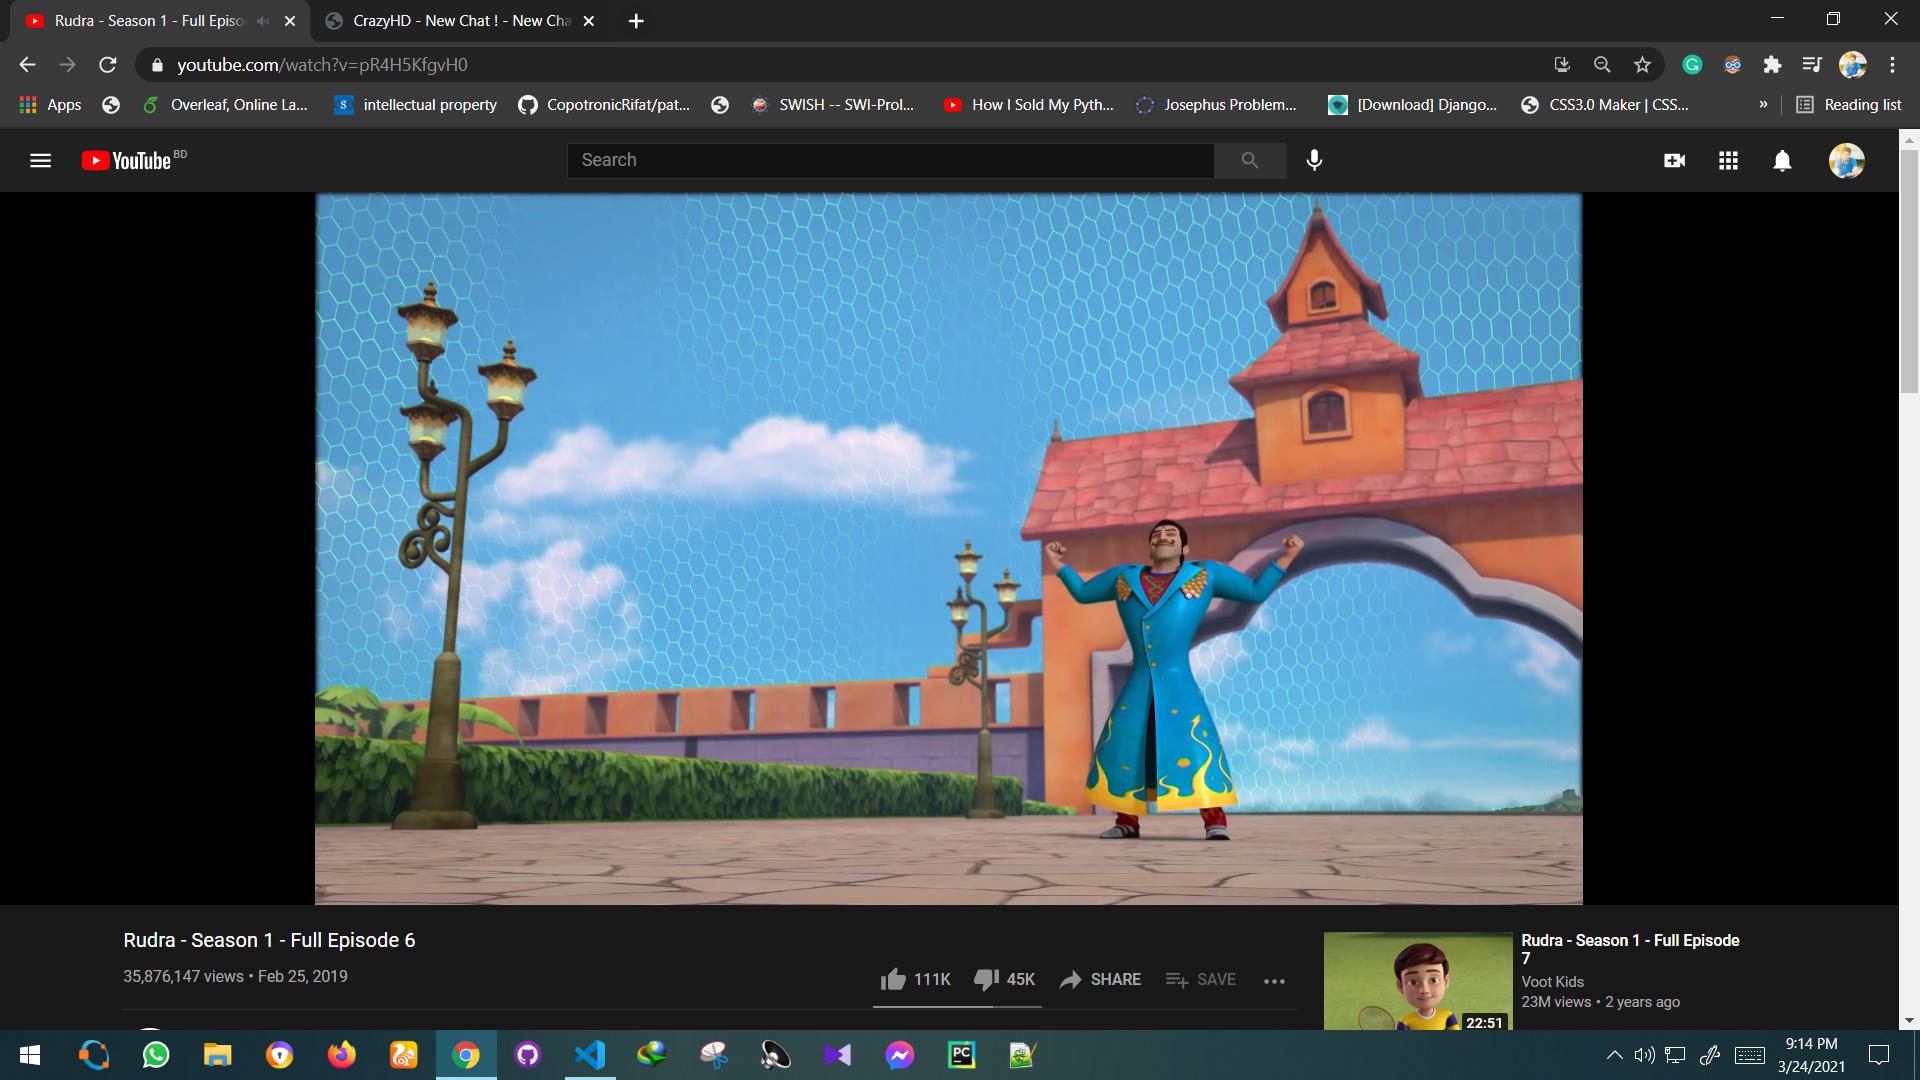 Rudra - Season 1 - Full Episo
CrazyHD - New Chat ! - New Cha
youtube.com/watch?v=pR4H5KfgvH0
Apps
Overleaf, Online La...
S
intellectual property
CopotronicRifat/pat...
SWISH -- SWI-Prol...
How I Sold My Pyth...
Josephus Problem...
[Download] Django...
CSS3.0 Maker | CSS...
»
Reading list
YouTube BD
Search
Rudra - Season 1 - Full Episode 6
35,876,147 views • Feb 25, 2019
111K
45K
SHARE
SAVE
Rudra - Season 1 - Full Episode
7
Voot Kids
23M views • 2 years ago
22:51
PC
9:14 PM
3/24/2021